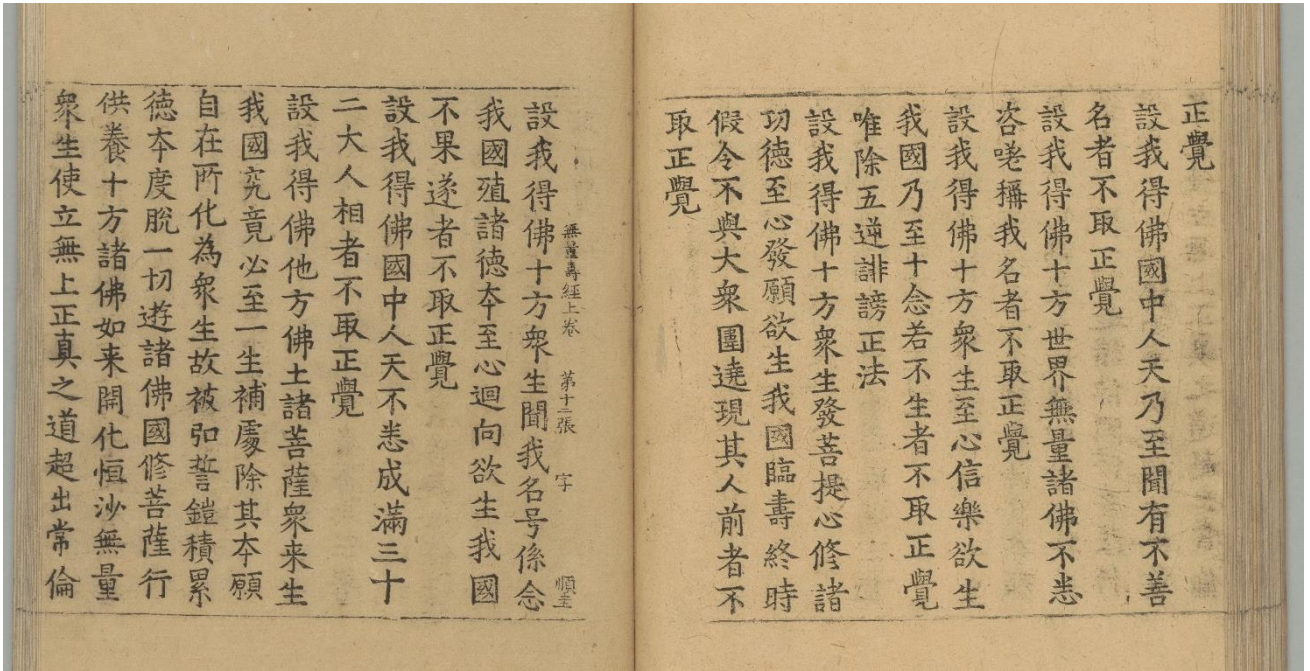 正覺
設我得佛國中人天乃至聞有不善
名者不取正覺
設我得佛十方世界無量諸佛不悉
咨嗟稱我名者不取正覺
設我得佛十方衆生至心信樂欲生
我國乃至十念若不生者不取正覺
唯除五逆誹謗正法
設我得佛十方衆生發菩提心修諸
功德至心發願欲生我國臨壽終時
假令不與大衆圍遶現其人前者不
取正覺
無量壽經上卷 第十二張 字
設我得佛十方衆生聞我名号係念
我國殖諸德夲至心迴向欲生我國
不果遂者不取正覺
設我得佛國中人天不悉成滿三十
二大人相者不取正覺
設我得佛他方佛土諸菩薩衆来生
我國究竟必至一生補處除其夲願
自在所化為衆生故被弘誓鎧積累
德夲度脫一切遊諸佛國修菩薩行
供養十方諸佛如来開化恒沙無量
衆生使立無上正真之道超出常倫